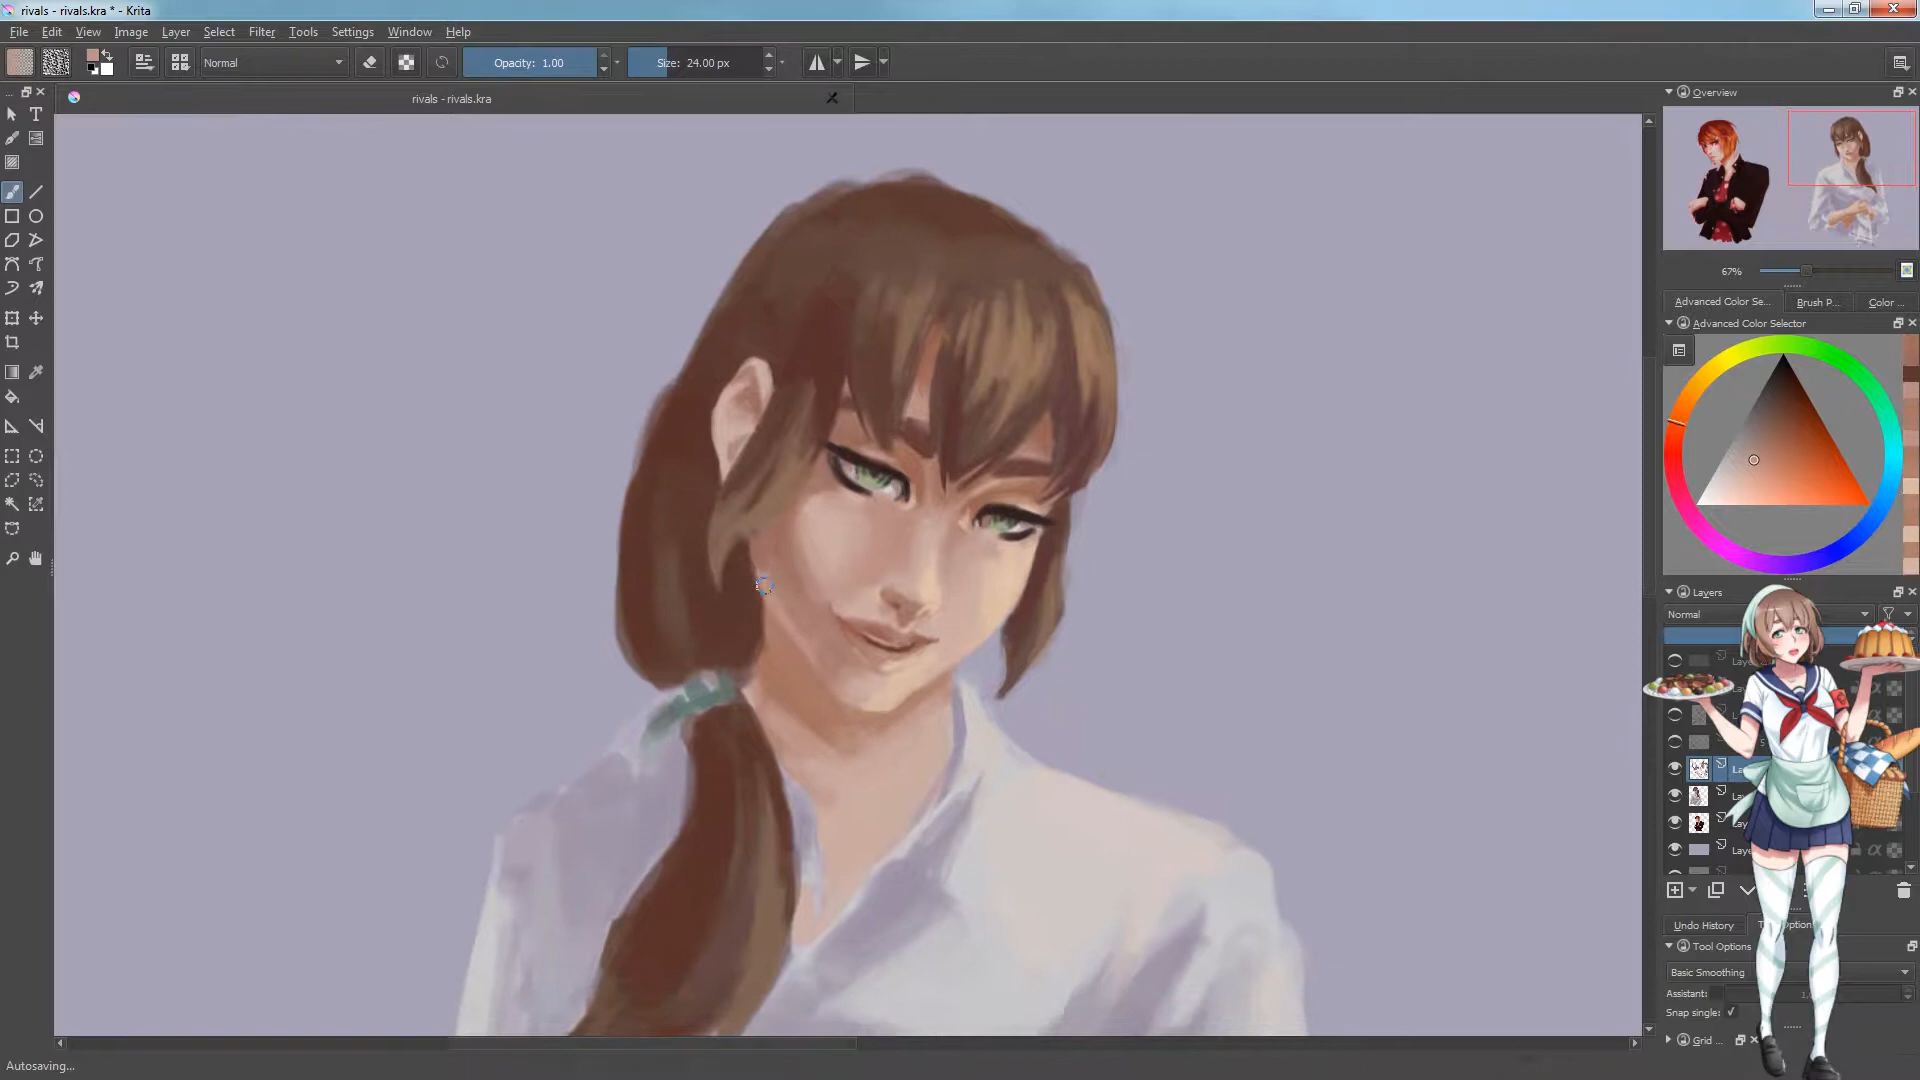 rivals - rivals.kra * - Krita
File Edit View Image Layer Select Filter Tools Settings Window Help
Normal
Opacity: 1.00
Size: 24.00 px
rivals - rivals.kra
Overview
67%
Advanced Color Se...
Brush P...
Color ...
Advanced Color Selector
Layers
Normal
Undo History
Tool Options
Basic Smoothing
Assistant:
Snap single:
Grid ...
Autosaving...